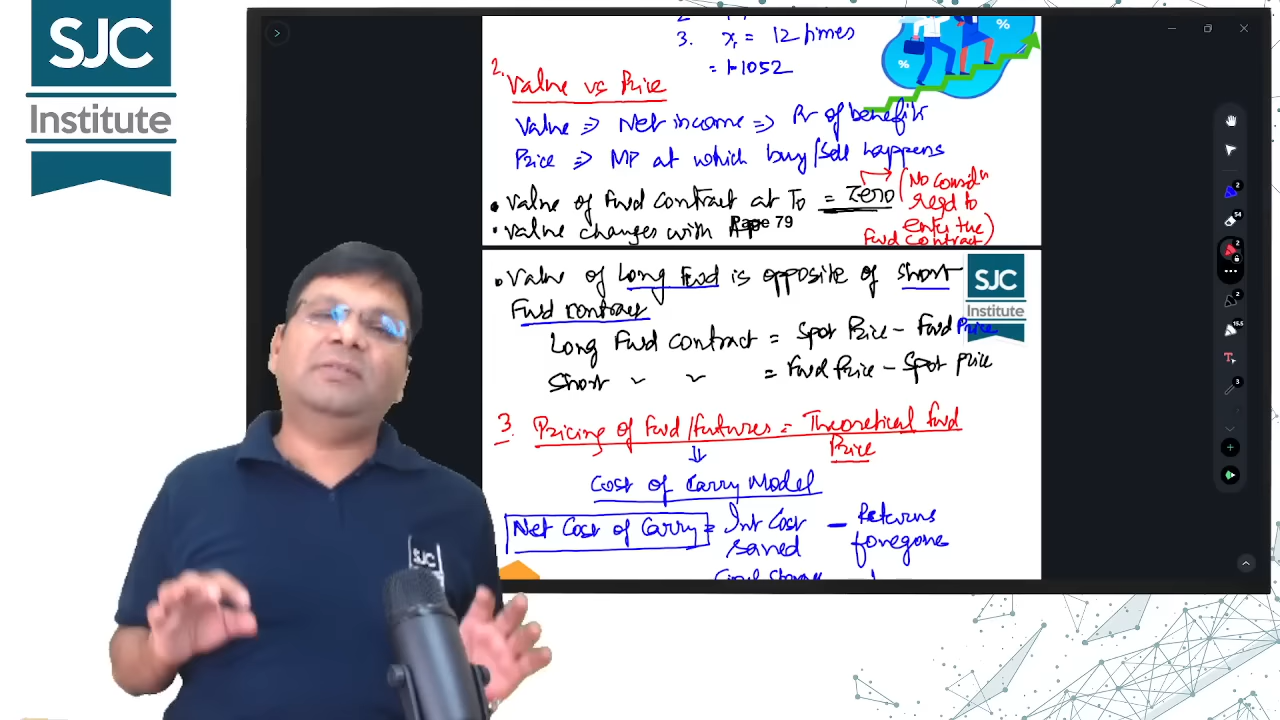 SJC
Institute
3. x, = 12 times
= 1.1052
2. Value vs Price
Value => Net income => Pr of benefits
Price => MP at which buy/sell happens
• Value of Fwd Contract at T0 = Zero (No consid n
reqd to
enter the
Fwd Contract)
• Value changes with
Page 79
• Value of Long Fwd is opposite of Short
Fwd contract
SJC
Institute
Long Fwd Contract = Spot Price - Fwd Price
Short " " = Fwd Price - Spot price
3. Pricing of Fwd/futures = Theoretical Fwd
Price
Cost of Carry Model
Net Cost of Carry = Int Cost - Returns
saved foregone
SJC